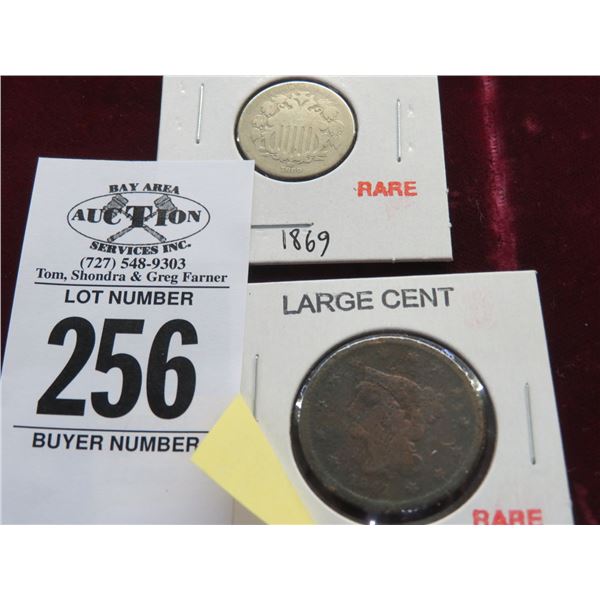 BAY AREA
AUCTION
SERVICES INC.
(727) 548-9303
Tom, Shondra & Greg Farner
LOT NUMBER
256
BUYER NUMBER
RARE
1869
LARGE CENT
RARE